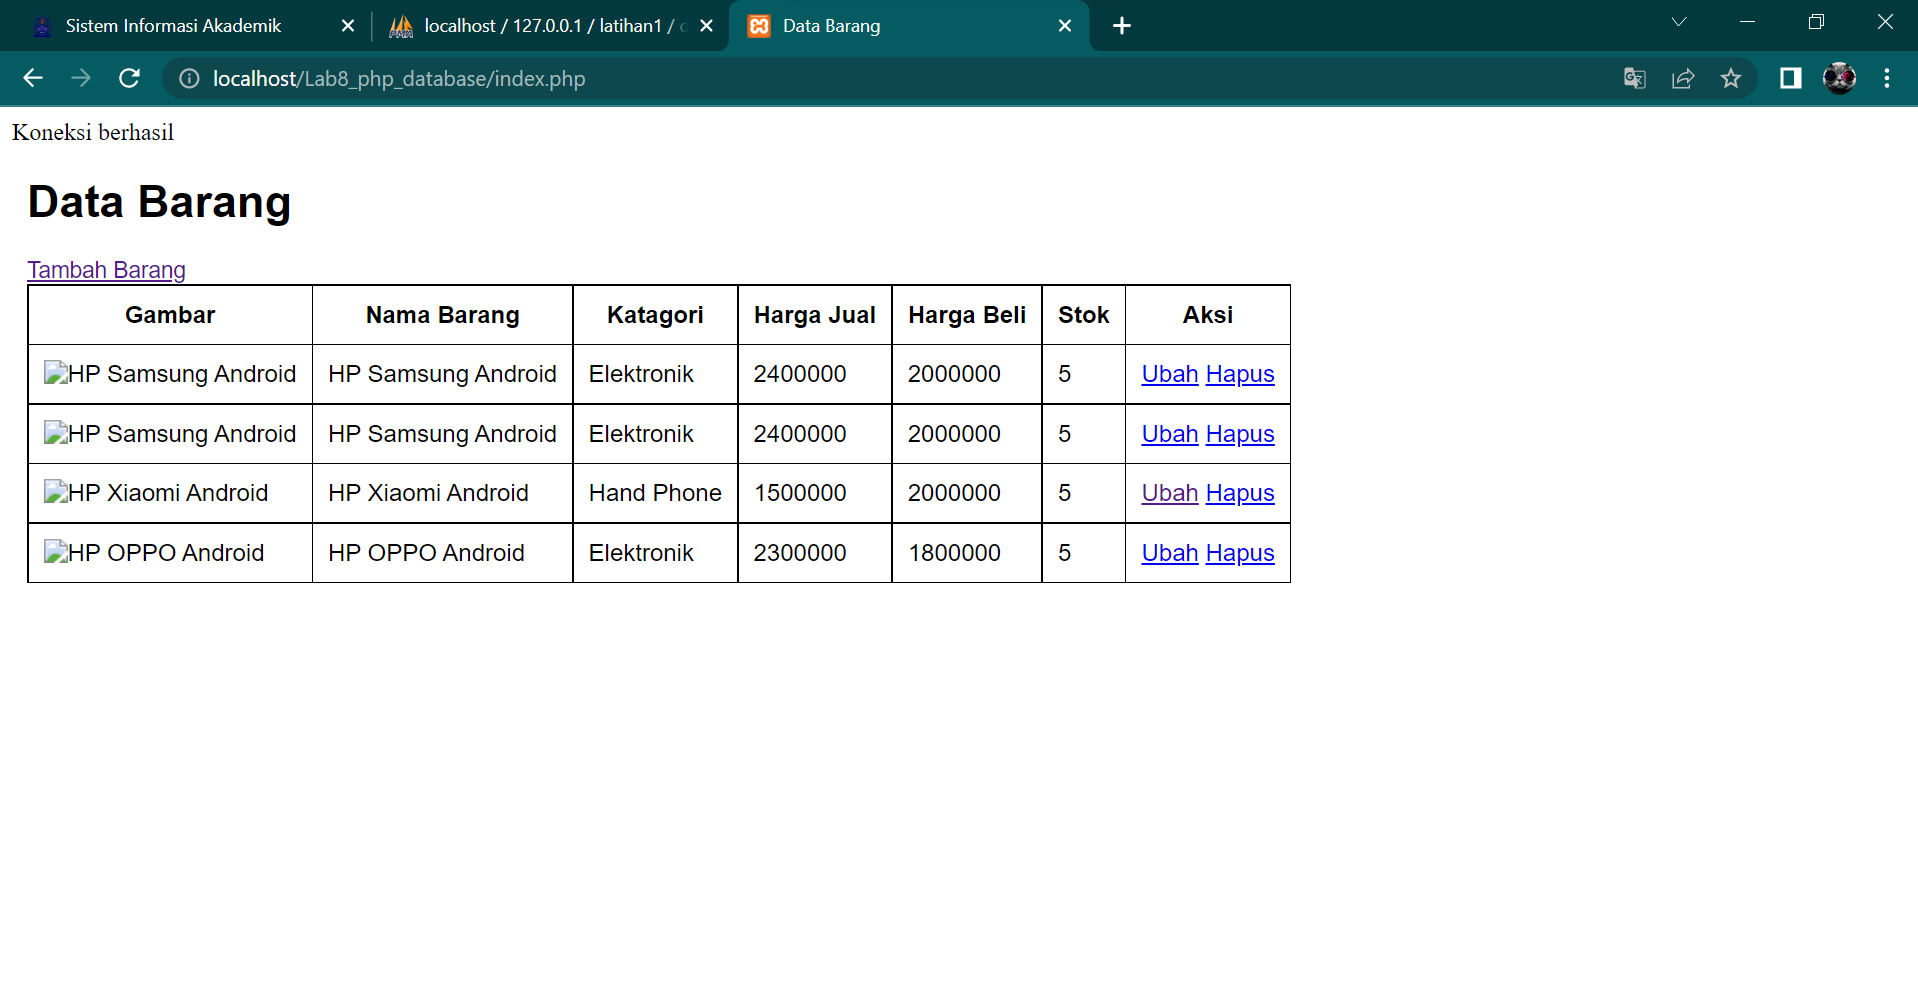 Sistem Informasi Akademik
localhost / 127.0.0.1 / latihan1 /
Data Barang
localhost/Lab8_php_database/index.php
Koneksi berhasil
Data Barang
Tambah Barang
Gambar Nama Barang Katagori Harga Jual Harga Beli Stok Aksi
HP Samsung Android HP Samsung Android Elektronik 2400000 2000000 5 Ubah Hapus
HP Samsung Android HP Samsung Android Elektronik 2400000 2000000 5 Ubah Hapus
HP Xiaomi Android HP Xiaomi Android Hand Phone 1500000 2000000 5 Ubah Hapus
HP OPPO Android HP OPPO Android Elektronik 2300000 1800000 5 Ubah Hapus